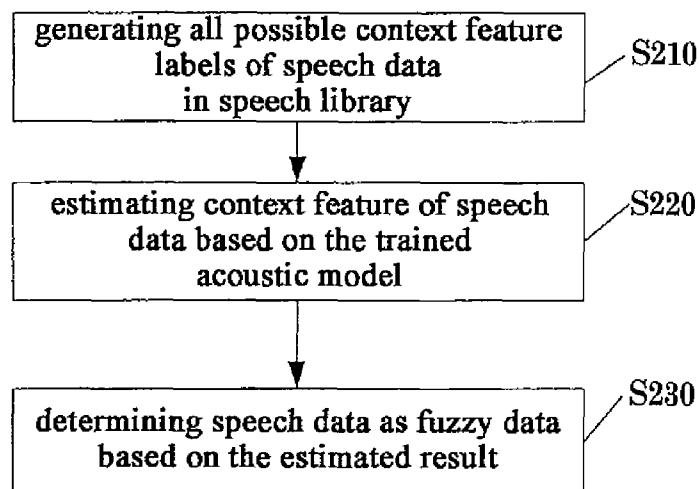 generating all possible context feature
labels of speech data
in speech library
S210
estimating context feature of speech
data based on the trained
acoustic model
S220
determining speech data as fuzzy data
based on the estimated result
S230